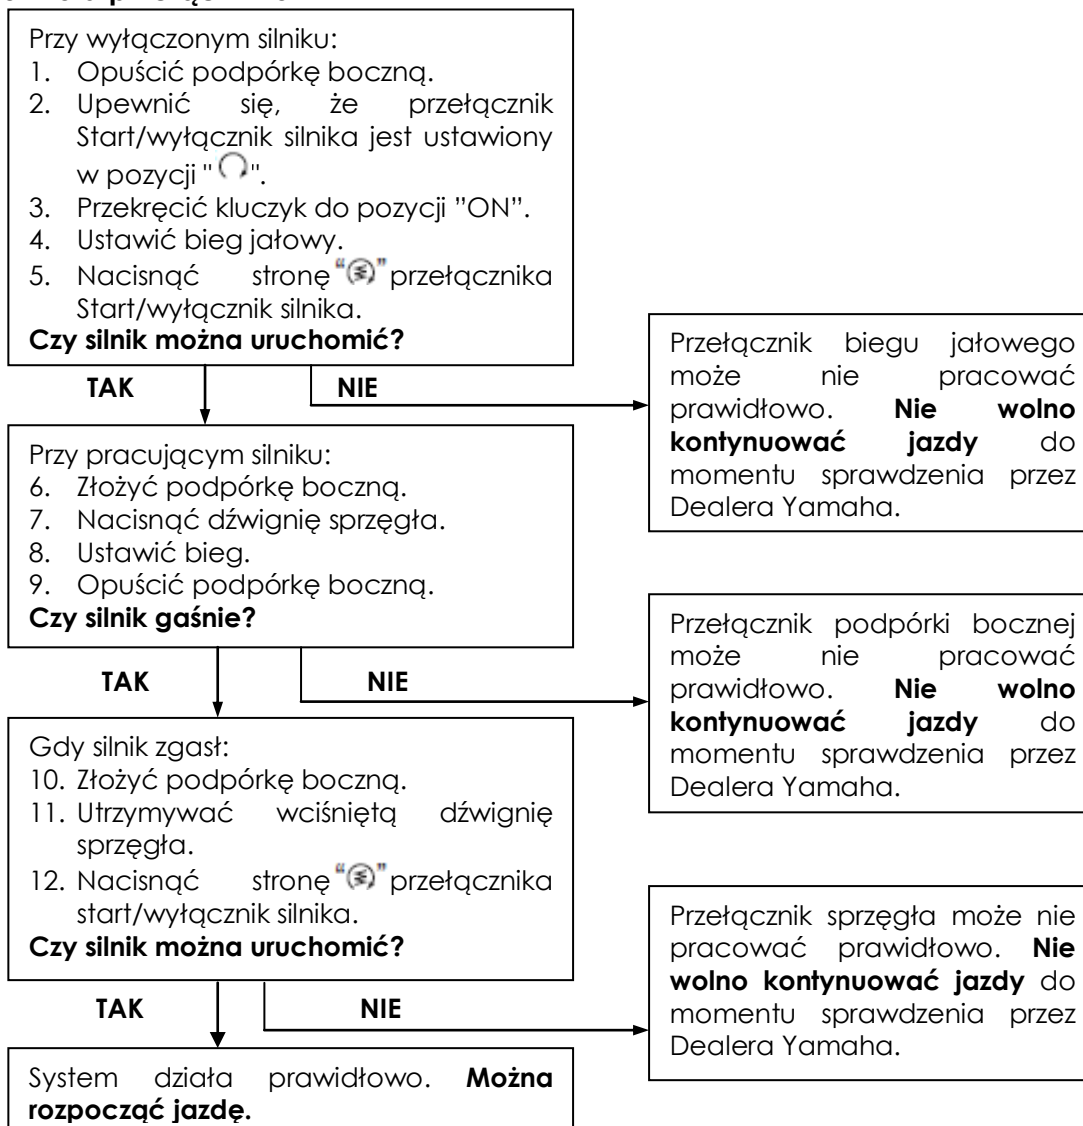 Przy wyłączonym silniku:
1. Opuścić podpórkę boczną.
2. Upewnić się, że przełącznik
Start/wyłącznik silnika jest ustawiony
w pozycji " ".
3. Przekręcić kluczyk do pozycji ”ON”.
4. Ustawić bieg jałowy.
5. Nacisnąć stronę “ ” przełącznika
Start/wyłącznik silnika.
Czy silnik można uruchomić?
TAK NIE
Przełącznik biegu jałowego
może nie pracować
prawidłowo. Nie wolno
kontynuować jazdy do
momentu sprawdzenia przez
Dealera Yamaha.
Przy pracującym silniku:
6. Złożyć podpórkę boczną.
7. Nacisnąć dźwignię sprzęgła.
8. Ustawić bieg.
9. Opuścić podpórkę boczną.
Czy silnik gaśnie?
TAK NIE
Przełącznik podpórki bocznej
może nie pracować
prawidłowo. Nie wolno
kontynuować jazdy do
momentu sprawdzenia przez
Dealera Yamaha.
Gdy silnik zgasł:
10. Złożyć podpórkę boczną.
11. Utrzymywać wciśniętą dźwignię
sprzęgła.
12. Nacisnąć stronę “ ” przełącznika
start/wyłącznik silnika.
Czy silnik można uruchomić?
TAK NIE
Przełącznik sprzęgła może nie
pracować prawidłowo. Nie
wolno kontynuować jazdy do
momentu sprawdzenia przez
Dealera Yamaha.
System działa prawidłowo. Można
rozpocząć jazdę.